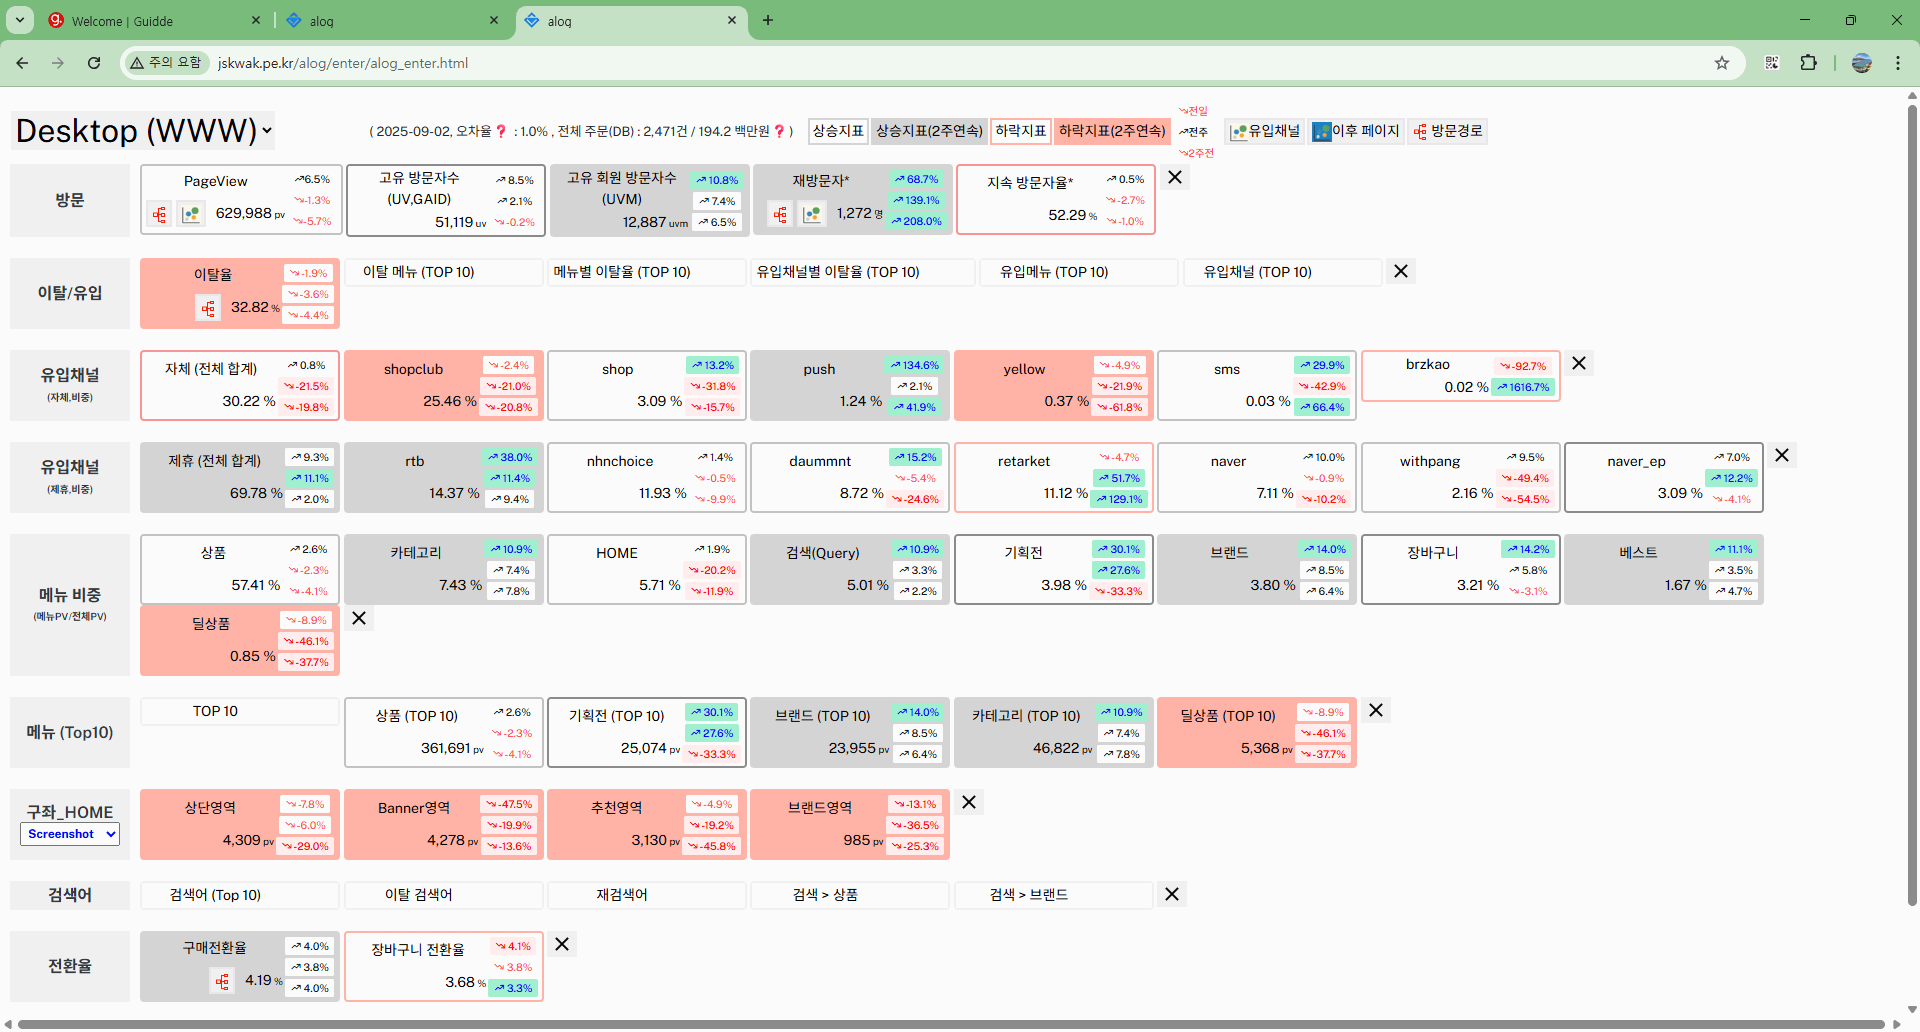 Welcome | Guidde
alog
alog
주의 요함
jskwak.pe.kr/alog/enter/alog_enter.html
Desktop (WWW)
( 2025-09-02, 오차율❓ : 1.0% , 전체 주문(DB) : 2,471건 / 194.2 백만원❓ )
상승지표
상승지표(2주연속)
하락지표
하락지표(2주연속)
전일
전주
2주전
유입채널
이후 페이지
방문경로
방문
PageView
629,988 pv
6.5%
-1.3%
-5.7%
고유 방문자수
(UV,GAID)
51,119 uv
8.5%
2.1%
-0.2%
고유 회원 방문자수
(UVM)
12,887 uvm
10.8%
7.4%
6.5%
재방문자*
1,272 명
68.7%
139.1%
208.0%
지속 방문자율*
52.29 %
0.5%
-2.7%
-1.0%
이탈/유입
이탈율
32.82 %
-1.9%
-3.6%
-4.4%
이탈 메뉴 (TOP 10)
메뉴별 이탈율 (TOP 10)
유입채널별 이탈율 (TOP 10)
유입메뉴 (TOP 10)
유입채널 (TOP 10)
유입채널
(자체,비중)
자체 (전체 합계)
30.22 %
0.8%
-21.5%
-19.8%
shopclub
25.46 %
-2.4%
-21.0%
-20.8%
shop
3.09 %
13.2%
-31.8%
-15.7%
push
1.24 %
134.6%
2.1%
41.9%
yellow
0.37 %
-4.9%
-21.9%
-61.8%
sms
0.03 %
29.9%
-42.9%
66.4%
brzkao
0.02 %
-92.7%
1616.7%
유입채널
(제휴,비중)
제휴 (전체 합계)
69.78 %
9.3%
11.1%
2.0%
rtb
14.37 %
38.0%
11.4%
9.4%
nhnchoice
11.93 %
1.4%
-0.5%
-9.9%
daummnt
8.72 %
15.2%
-5.4%
-24.6%
retarket
11.12 %
-4.7%
51.7%
129.1%
naver
7.11 %
10.0%
-0.9%
-10.2%
withpang
2.16 %
9.5%
-49.4%
-54.5%
naver_ep
3.09 %
7.0%
12.2%
-4.1%
메뉴 비중
(메뉴PV/전체PV)
상품
57.41 %
2.6%
-2.3%
-4.1%
카테고리
7.43 %
10.9%
7.4%
7.8%
HOME
5.71 %
1.9%
-20.2%
-11.9%
검색(Query)
5.01 %
10.9%
3.3%
2.2%
기획전
3.98 %
30.1%
27.6%
-33.3%
브랜드
3.80 %
14.0%
8.5%
6.4%
장바구니
3.21 %
14.2%
5.8%
-3.1%
베스트
1.67 %
11.1%
3.5%
4.7%
딜상품
0.85 %
-8.9%
-46.1%
-37.7%
메뉴 (Top10)
TOP 10
상품 (TOP 10)
361,691 pv
2.6%
-2.3%
-4.1%
기획전 (TOP 10)
25,074 pv
30.1%
27.6%
-33.3%
브랜드 (TOP 10)
23,955 pv
14.0%
8.5%
6.4%
카테고리 (TOP 10)
46,822 pv
10.9%
7.4%
7.8%
딜상품 (TOP 10)
5,368 pv
-8.9%
-46.1%
-37.7%
구좌_HOME
Screenshot
상단영역
4,309 pv
-7.8%
-6.0%
-29.0%
Banner영역
4,278 pv
-47.5%
-19.9%
-13.6%
추천영역
3,130 pv
-4.9%
-19.2%
-45.8%
브랜드영역
985 pv
-13.1%
-36.5%
-25.3%
검색어
검색어 (Top 10)
이탈 검색어
재검색어
검색 > 상품
검색 > 브랜드
전환율
구매전환율
4.19 %
4.0%
3.8%
4.0%
장바구니 전환율
3.68 %
4.1%
3.8%
3.3%